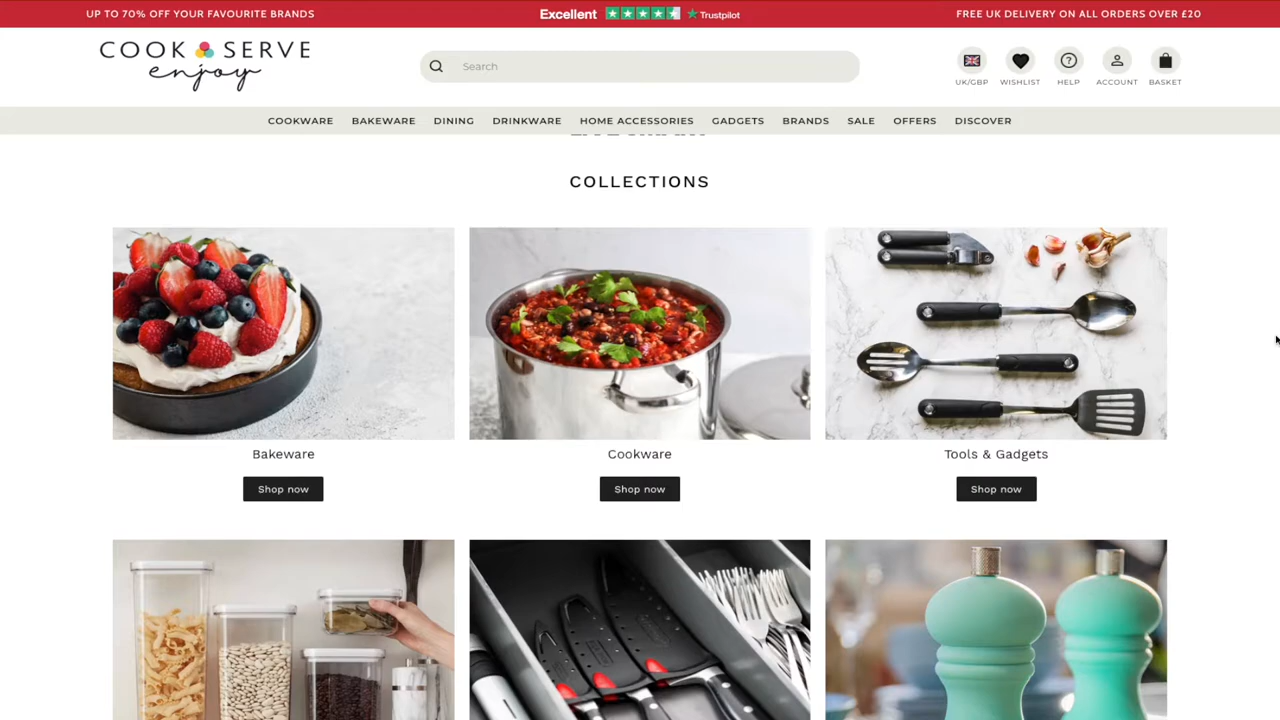 UP TO 70% OFF YOUR FAVOURITE BRANDS
Excellent Trustpilot
FREE UK DELIVERY ON ALL ORDERS OVER £20
COOK SERVE
enjoy
Search
UK/GBP WISHLIST HELP ACCOUNT BASKET
COOKWARE BAKEWARE DINING DRINKWARE HOME ACCESSORIES GADGETS BRANDS SALE OFFERS DISCOVER
COLLECTIONS
Bakeware Cookware Tools & Gadgets
Shop now Shop now Shop now